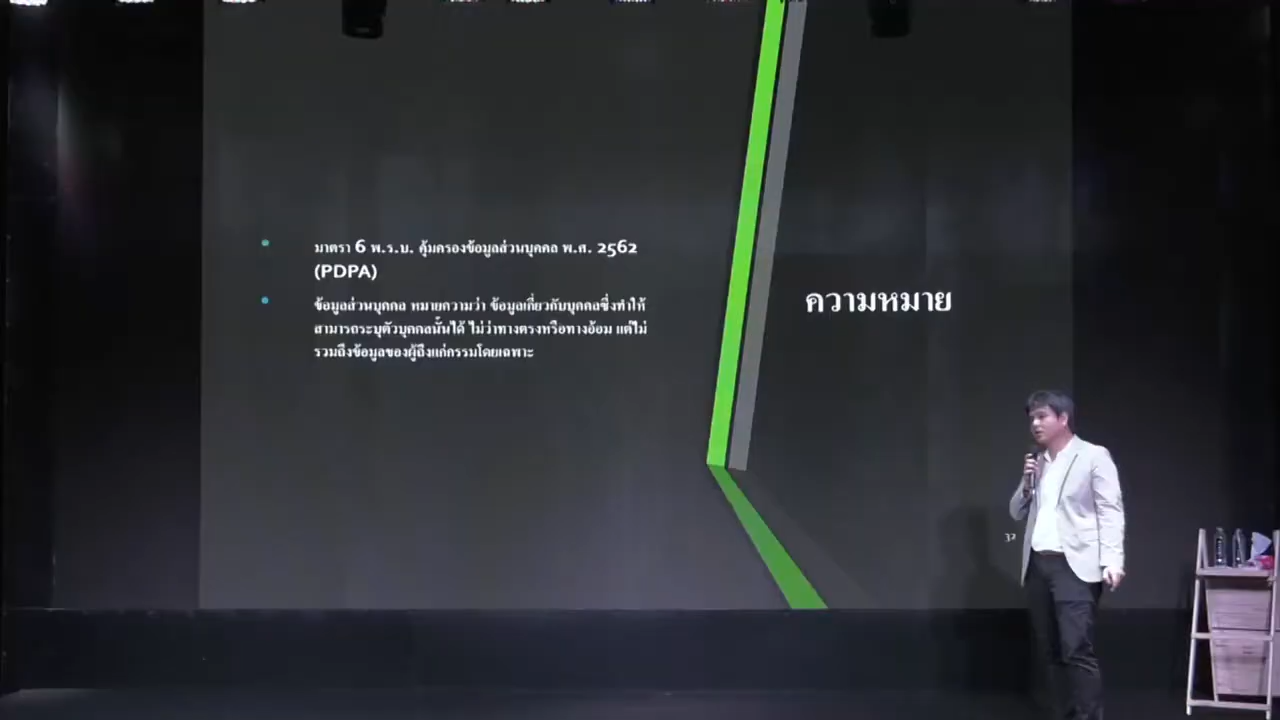 มาตรา 6 พ.ร.บ. คุ้มครองข้อมูลส่วนบุคคล พ.ศ. 2562
(PDPA)
ข้อมูลส่วนบุคคล หมายความว่า ข้อมูลเกี่ยวกับบุคคลซึ่งทำให้
สามารถระบุตัวบุคคลนั้นได้ ไม่ว่าทางตรงหรือทางอ้อม แต่ไม่
รวมถึงข้อมูลของผู้ถึงแก่กรรมโดยเฉพาะ
ความหมาย
32